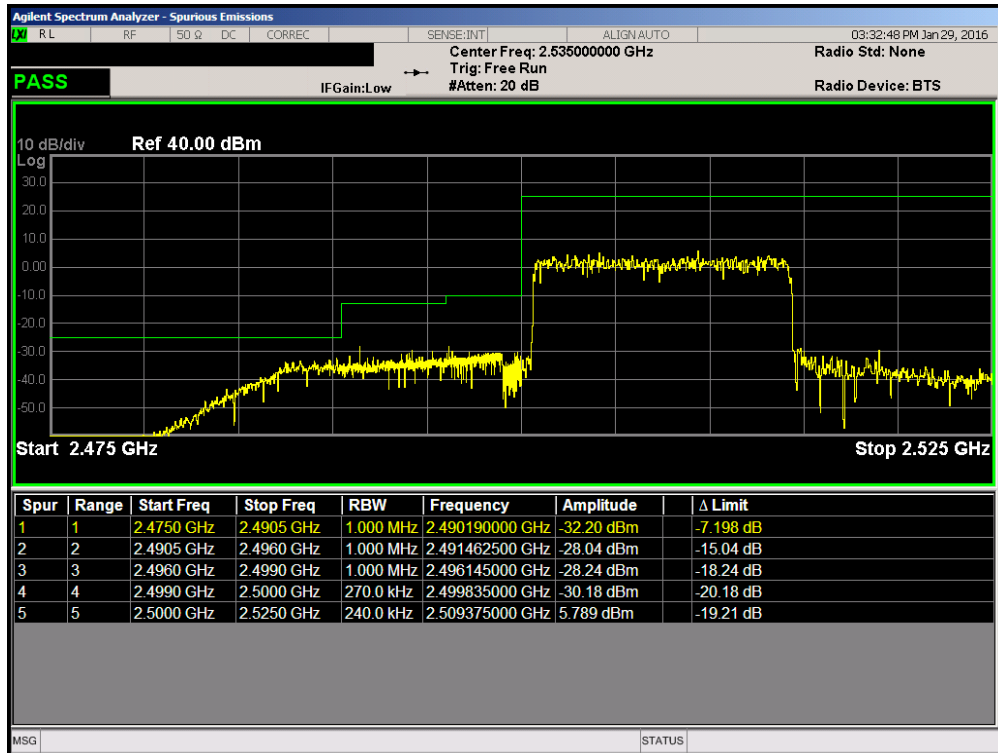 Agilent Spectrum Analyzer - Spurious Emissions
LXI RL RF 50 Ω DC CORREC SENSE:INT ALIGN AUTO 03:32:48 PM Jan 29, 2016
Center Freq: 2.535000000 GHz Radio Std: None
Trig: Free Run
PASS IFGain:Low #Atten: 20 dB Radio Device: BTS
10 dB/div Ref 40.00 dBm
Log
30.0
20.0
10.0
0.00
-10.0
-20.0
-30.0
-40.0
-50.0
Start 2.475 GHz Stop 2.525 GHz
Spur Range Start Freq Stop Freq RBW Frequency Amplitude Δ Limit
1 1 2.4750 GHz 2.4905 GHz 1.000 MHz 2.490190000 GHz -32.20 dBm -7.198 dB
2 2 2.4905 GHz 2.4960 GHz 1.000 MHz 2.491462500 GHz -28.04 dBm -15.04 dB
3 3 2.4960 GHz 2.4990 GHz 1.000 MHz 2.496145000 GHz -28.24 dBm -18.24 dB
4 4 2.4990 GHz 2.5000 GHz 270.0 kHz 2.499835000 GHz -30.18 dBm -20.18 dB
5 5 2.5000 GHz 2.5250 GHz 240.0 kHz 2.509375000 GHz 5.789 dBm -19.21 dB
MSG STATUS